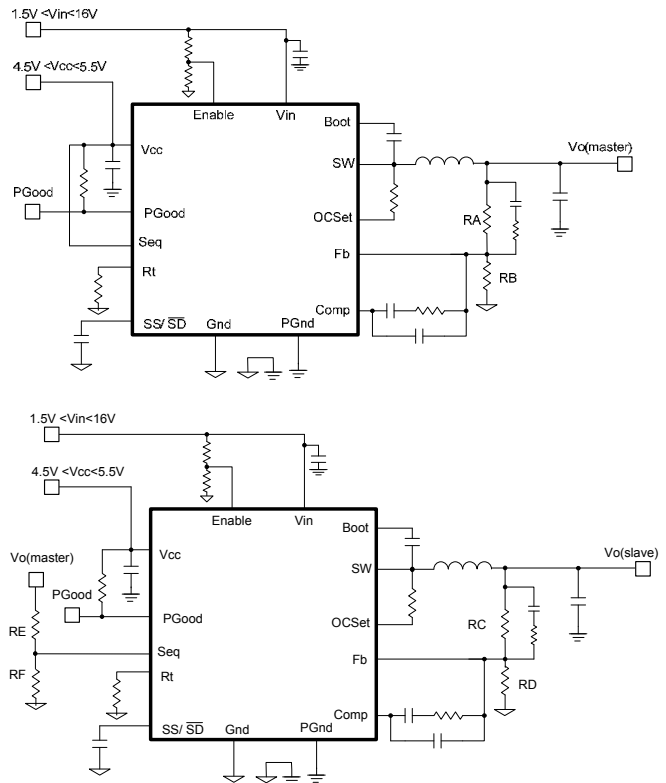 1.5V <Vin<16V
4.5V <Vcc<5.5V
Enable
Vin
Boot
Vcc
Vo(master)
SW
PGood
PGood
OCSet
RA
Seq
Fb
Rt
RB
Comp
SS/ SD
Gnd
PGnd
1.5V <Vin<16V
4.5V <Vcc<5.5V
Enable
Vin
Boot
Vo(master)
Vcc
Vo(slave)
SW
PGood
PGood
OCSet
RC
RE
Seq
Fb
RF
Rt
RD
Comp
SS/ SD
Gnd
PGnd